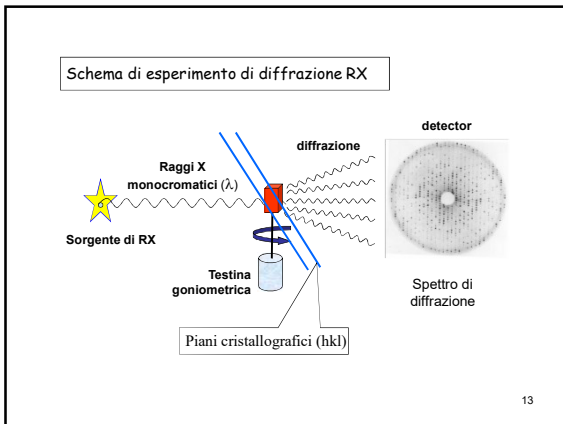 Schema di esperimento di diffrazione RX
detector
diffrazione
Raggi X
monocromatici (λ)
Sorgente di RX
Testina
goniometrica
Spettro di
diffrazione
Piani cristallografici (hkl)
13